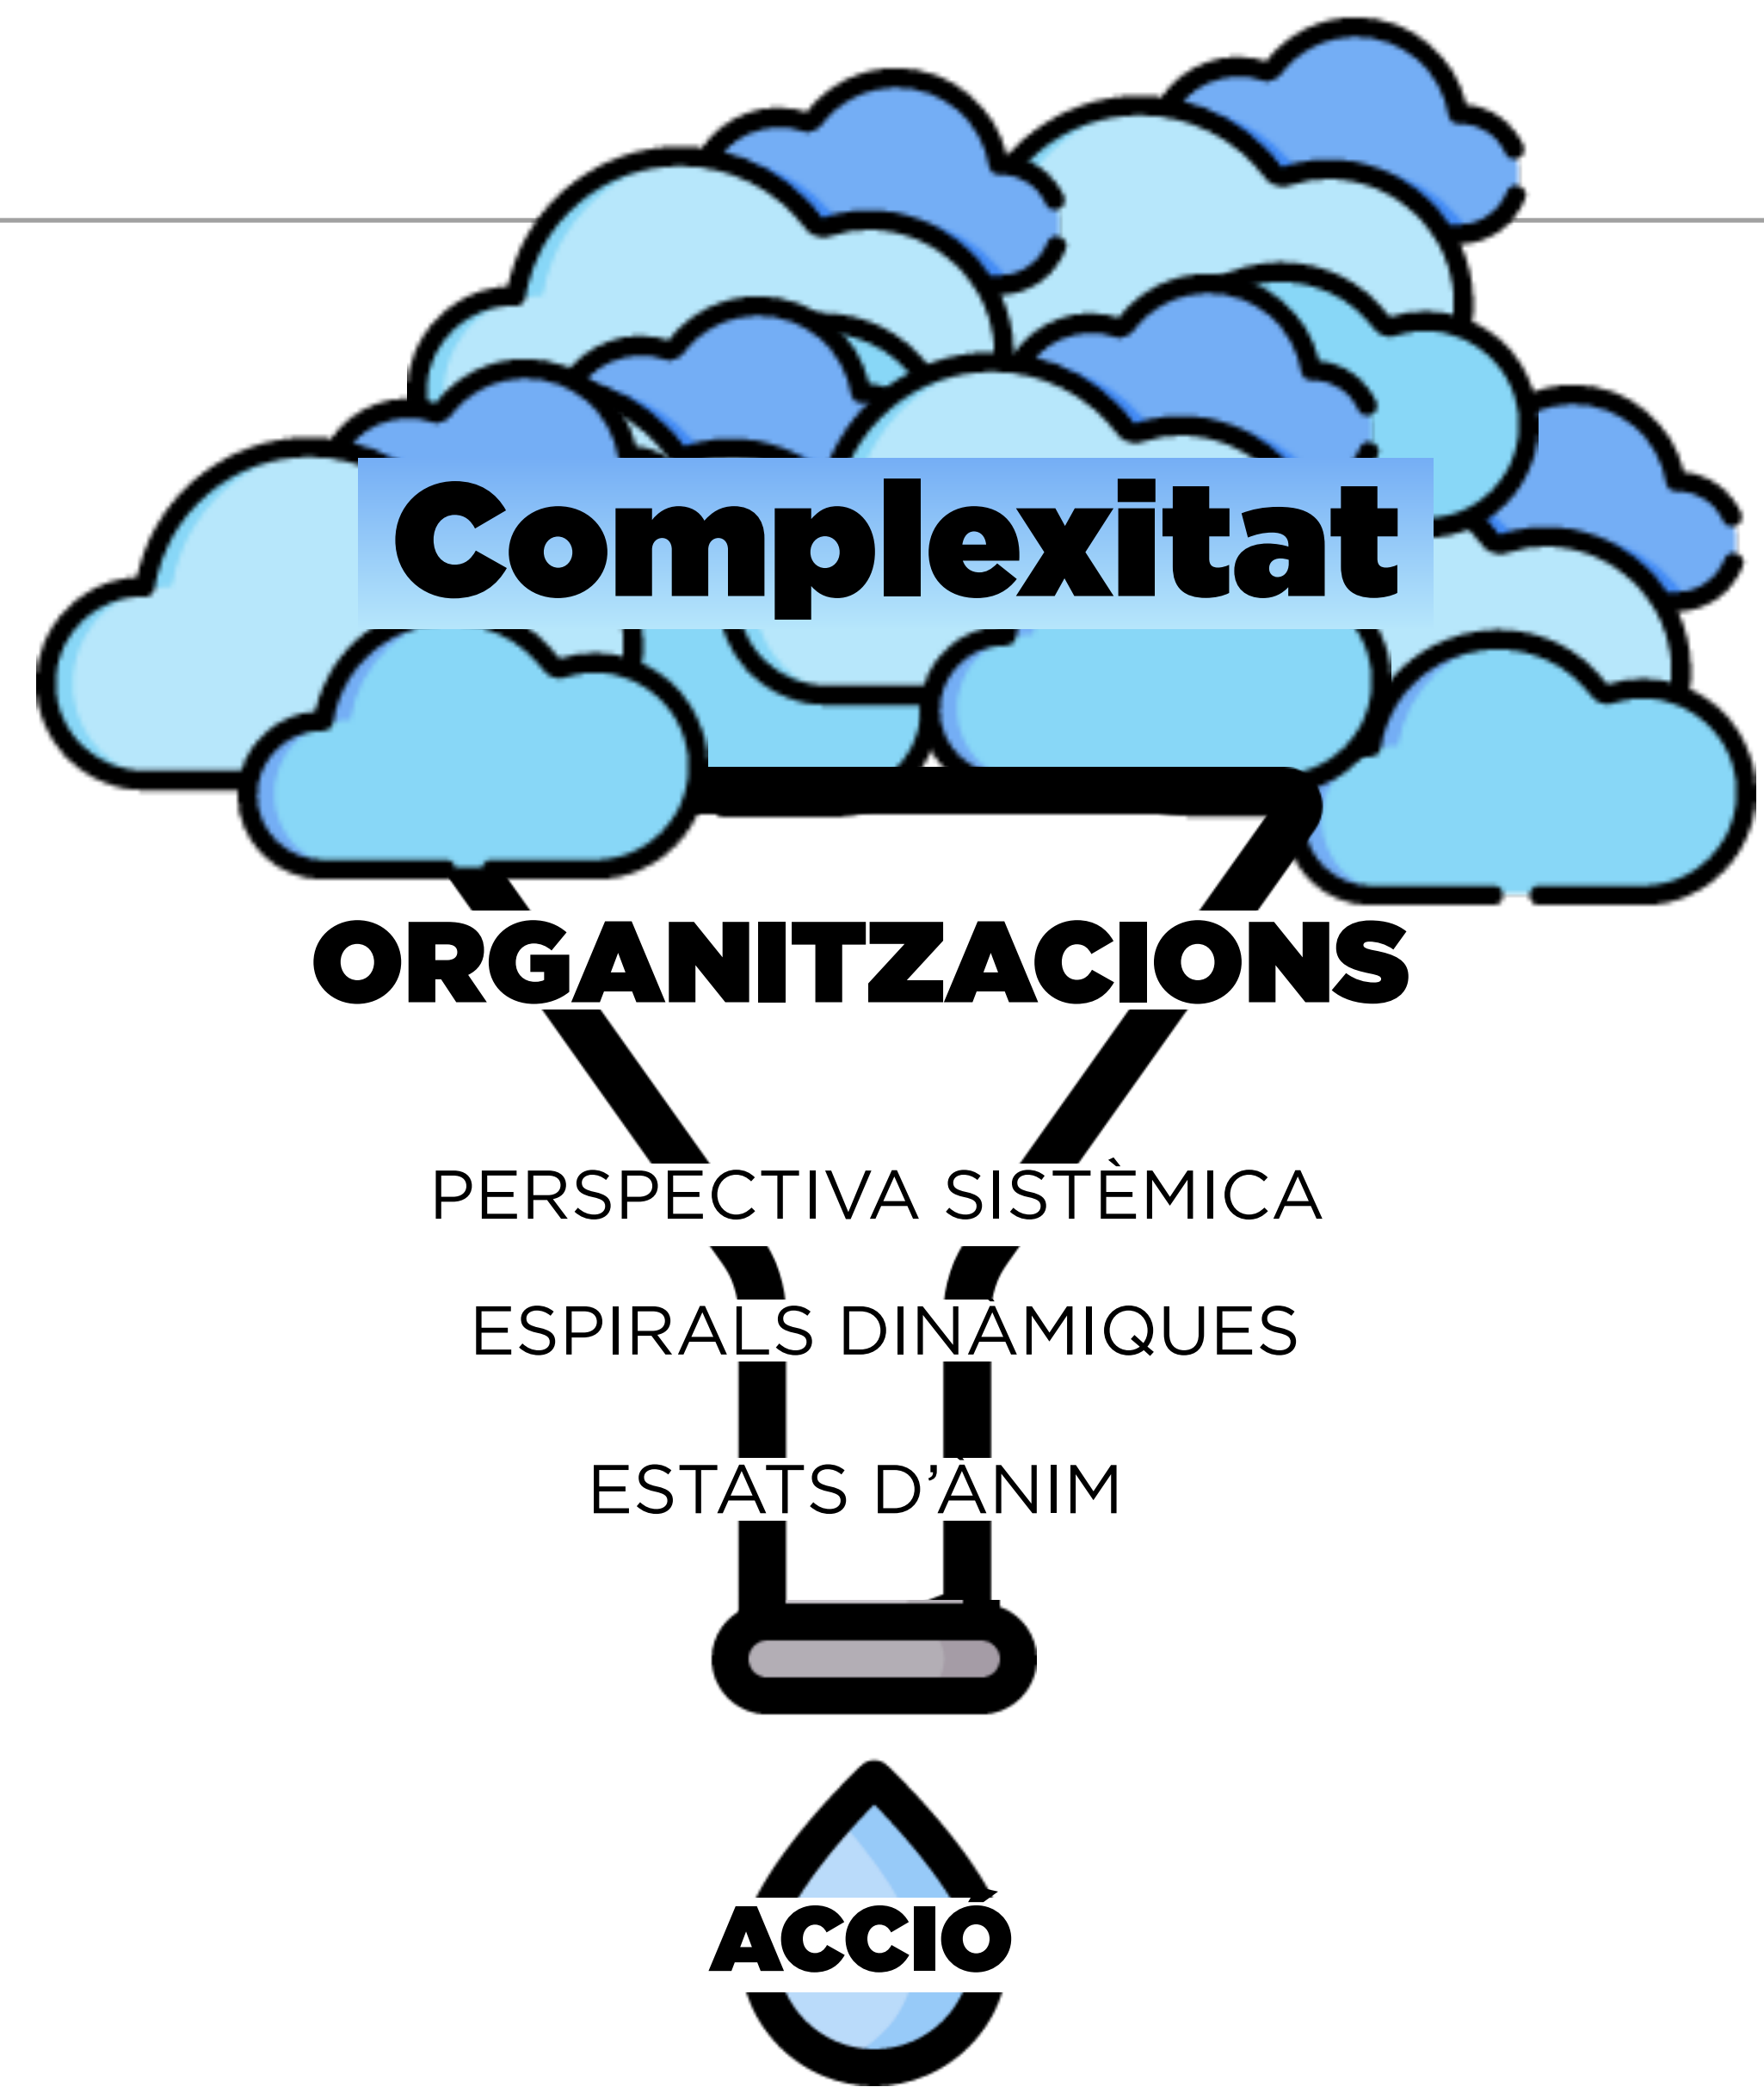 Complexitat
ORGANITZACIONS
PERSPECTIVA SISTÈMICA
ESPIRALS DINÀMIQUES
ESTATS D'ÀNIM
ACCIÓ